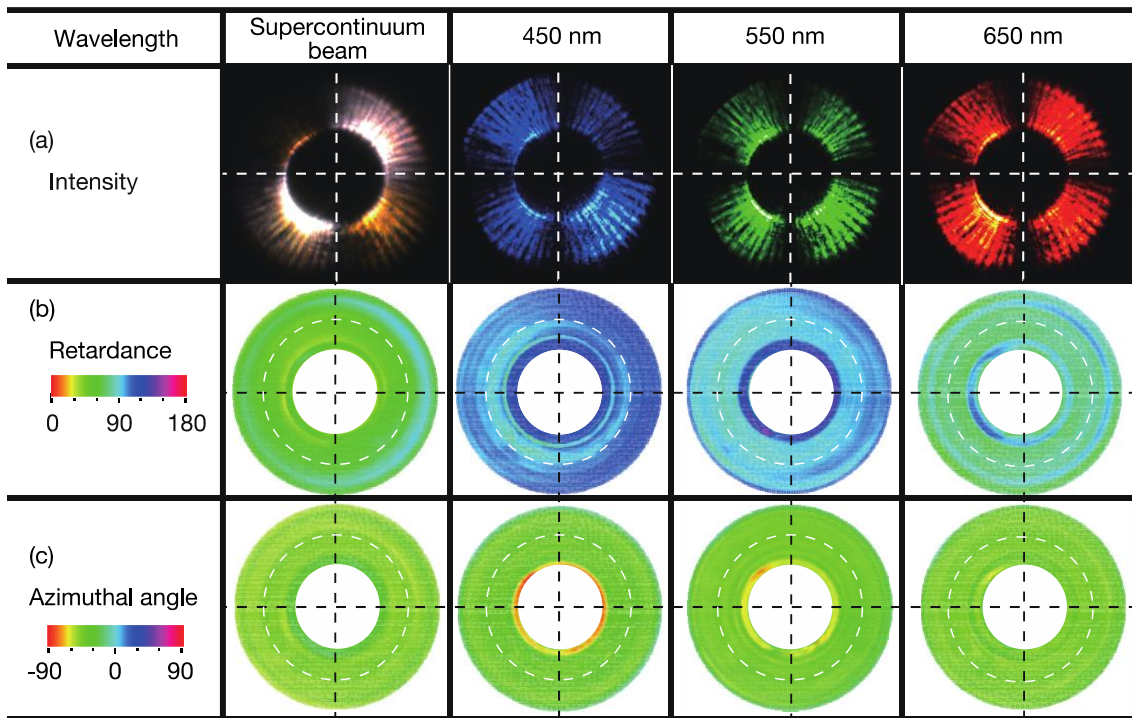 Wavelength
Supercontinuum
beam
450 nm
550 nm
650 nm
(a)
Intensity
(b)
Retardance
0 90 180
(c)
Azimuthal angle
-90 0 90